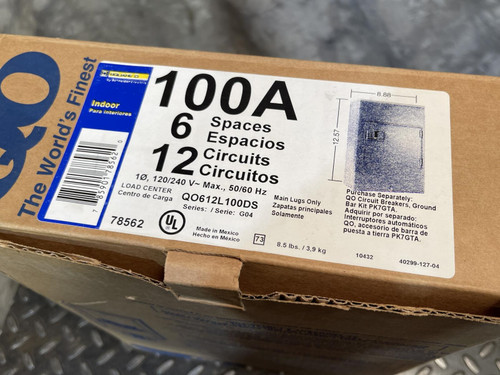 QO
The World's Finest
SQUARE D
Indoor
Para interiores
78562
100A
6 Spaces
Espacios
12 Circuits
Circuitos
1Ø, 120/240 V~ Max., 50/60 Hz
LOAD CENTER
Centro de Carga
QO612L100DS
Series: / Serie: G04
Main Lugs Only
Zapatas principales
Solamente
UL
Made in Mexico
Hecho en Mexico
73
8.5 lbs. / 3,9 kg
8.88
12.57
Purchase Separately:
QO Circuit Breakers, Ground
Bar Kit PK7GTA.
Adquirir por separado:
Interruptores automáticos
QO, accesorio de barra de
puesta a tierra PK7GTA.
10432
40299-127-04